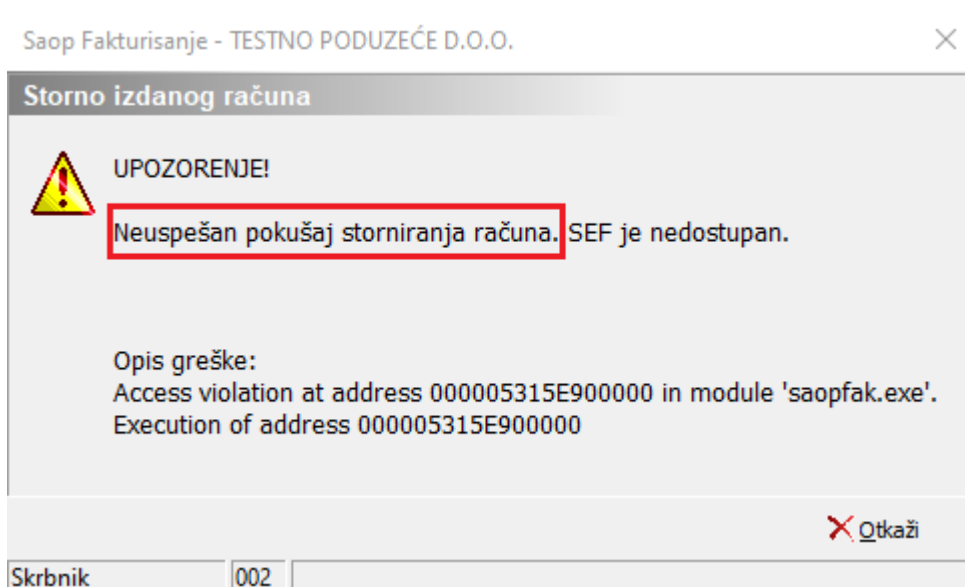 Saop Fakturisanje - TESTNO PODUZEĆE D.O.O.
Storno izdanog računa
UPOZORENJE!
Neuspešan pokušaj storniranja računa. SEF je nedostupan.
Opis greške:
Access violation at address 000005315E900000 in module 'saopfak.exe'.
Execution of address 000005315E900000
Otkaži
Skrbnik 002